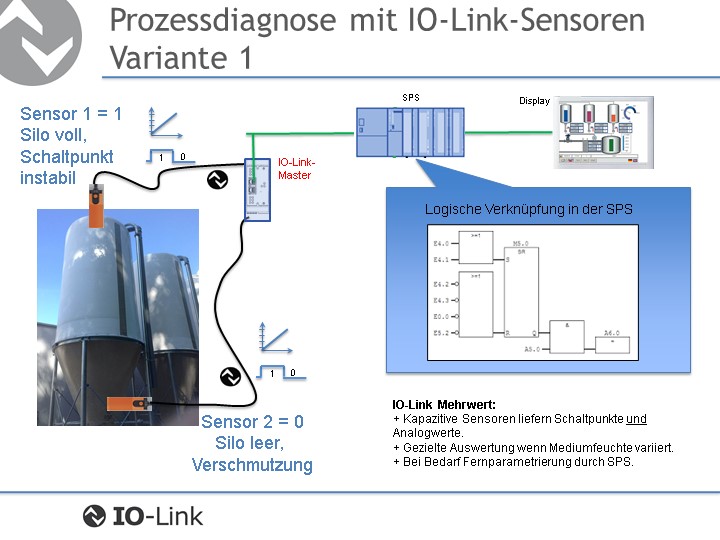 Prozessdiagnose mit IO-Link-Sensoren
Variante 1
Sensor 1 = 1
Silo voll,
Schaltpunkt
instabil
1 0
IO-Link-
Master
SPS
Display
Logische Verknüpfung in der SPS
>=1
M5.0
E4.0
SR
E4.1
S
>=1
E4.2
E4.3
E0.0
&
A6.0
E5.2
R Q
=
A3.0
1 0
Sensor 2 = 0
Silo leer,
Verschmutzung
IO-Link Mehrwert:
+ Kapazitive Sensoren liefern Schaltpunkte und
Analogwerte.
+ Gezielte Auswertung wenn Mediumfeuchte variiert.
+ Bei Bedarf Fernparametrierung durch SPS.
IO-Link